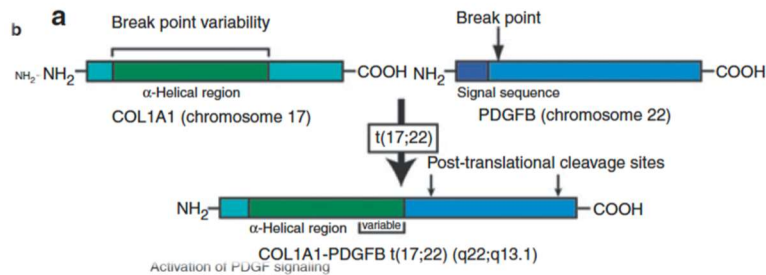 b a Break point variability Break point
NH2- NH2 COOH NH2 COOH
α-Helical region Signal sequence
COL1A1 (chromosome 17) PDGFB (chromosome 22)
t(17;22)
Post-translational cleavage sites
NH2 COOH
α-Helical region variable
COL1A1-PDGFB t(17;22) (q22;q13.1)
Activation of PDGF signaling